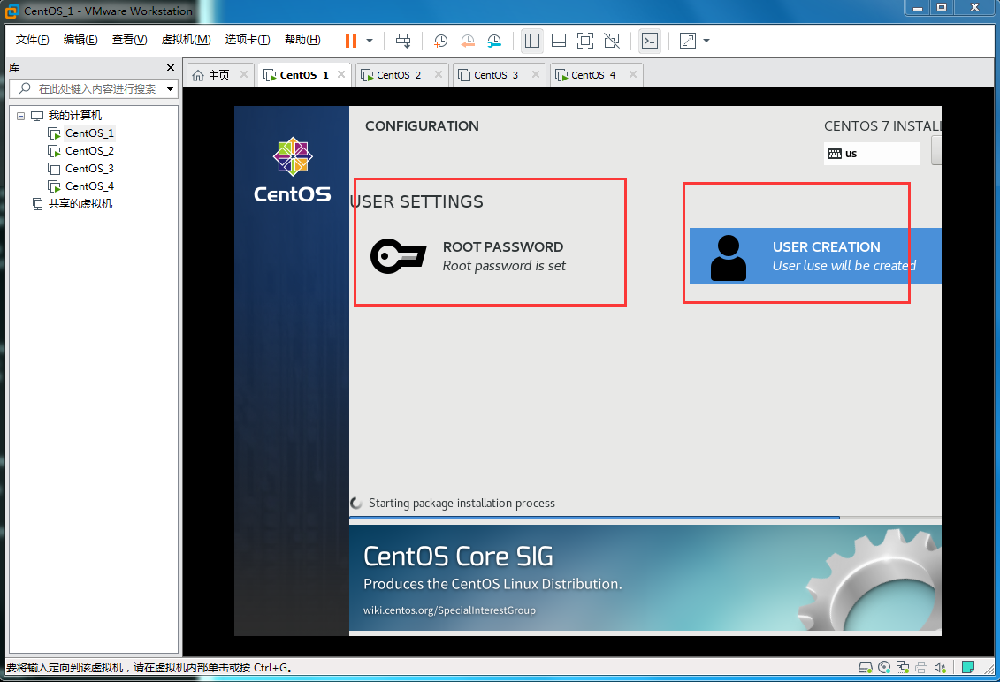 CentOS_1 - VMware Workstation
文件(F) 编辑(E) 查看(V) 虚拟机(M) 选项卡(T) 帮助(H)
库
在此处键入内容进行搜索
我的计算机
CentOS_1
CentOS_2
CentOS_3
CentOS_4
共享的虚拟机
主页 CentOS_1 CentOS_2 CentOS_3 CentOS_4
CentOS
CONFIGURATION
CENTOS 7 INSTALL
us
USER SETTINGS
ROOT PASSWORD
Root password is set
USER CREATION
User luse will be created
Starting package installation process
CentOS Core SIG
Produces the CentOS Linux Distribution.
wiki.centos.org/SpecialInterestGroup
要将输入定向到该虚拟机，请在虚拟机内部单击或按 Ctrl+G。